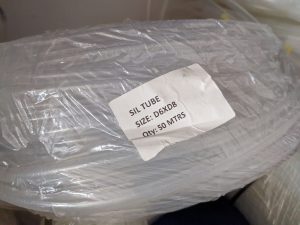 SIL TUBE
SIZE: D6XD8
Qty: 50 MTRS